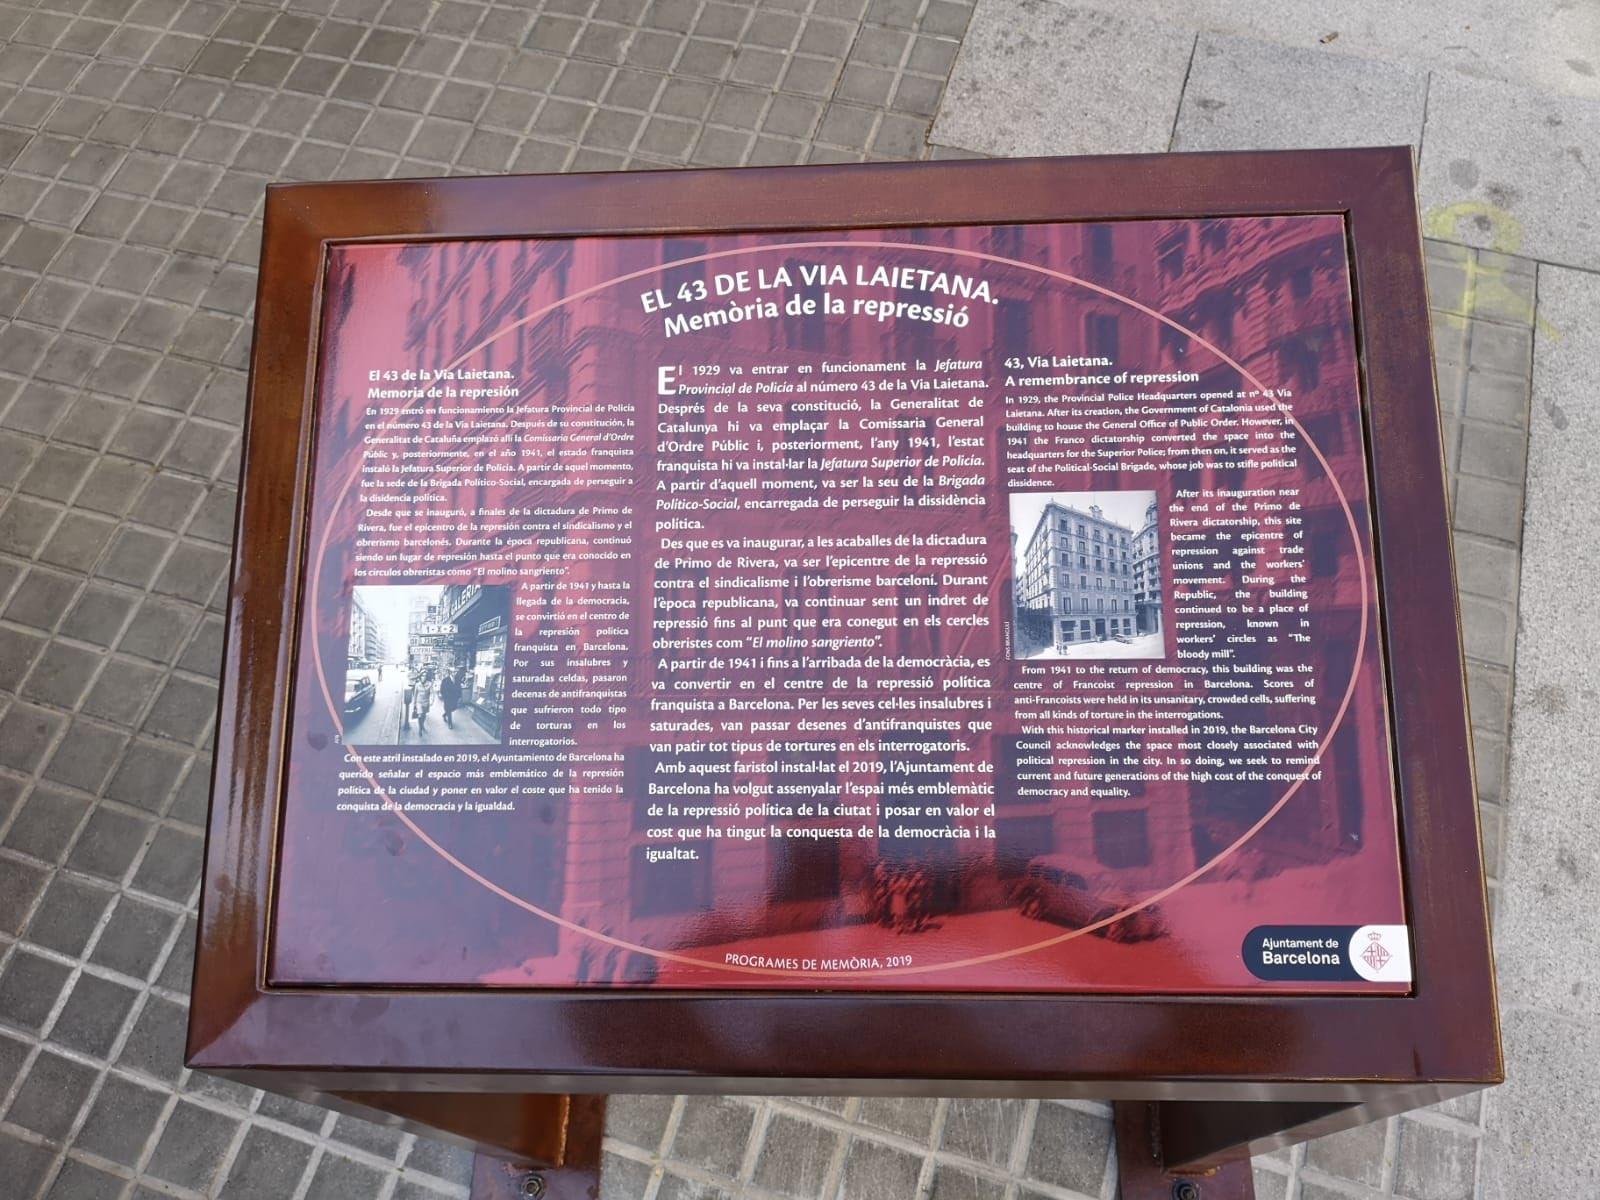 EL 43 DE LA VIA LAIETANA.
Memòria de la repressió
El 43 de la Vía Laietana.
Memoria de la represión
En 1929 entró en funcionamiento la Jefatura Provincial de Policía
en el número 43 de la Vía Laietana. Después de su constitución, la
Generalitat de Cataluña emplazó allí la Comissaria General d'Ordre
Públic y, posteriormente, en el año 1941, el estado franquista
instaló la Jefatura Superior de Policía. A partir de aquel momento,
fue la sede de la Brigada Político-Social, encargada de perseguir a
la disidencia política.
Desde que se inauguró, a finales de la dictadura de Primo de
Rivera, fue el epicentro de la represión contra el sindicalismo y el
obrerismo barcelonés. Durante la época republicana, continuó
siendo un lugar de represión hasta el punto que era conocido en
los círculos obreristas como "El molino sangriento".
A partir de 1941 y hasta la
llegada de la democracia,
se convirtió en el centro de
la represión política
franquista en Barcelona.
Por sus insalubres y
saturadas celdas, pasaron
decenas de antifranquistas
que sufrieron todo tipo
de torturas en los
interrogatorios.
Con este atril instalado en 2019, el Ayuntamiento de Barcelona ha
querido señalar el espacio más emblemático de la represión
política de la ciudad y poner en valor el coste que ha tenido la
conquista de la democracia y la igualdad.
El 1929 va entrar en funcionament la Jefatura
Provincial de Policia al número 43 de la Via Laietana.
Després de la seva constitució, la Generalitat de
Catalunya hi va emplaçar la Comissaria General
d'Ordre Públic i, posteriorment, l'any 1941, l'estat
franquista hi va instal·lar la Jefatura Superior de Policía.
A partir d'aquell moment, va ser la seu de la Brigada
Político-Social, encarregada de perseguir la dissidència
política.
Des que es va inaugurar, a les acaballes de la dictadura
de Primo de Rivera, va ser l'epicentre de la repressió
contra el sindicalisme i l'obrerisme barceloní. Durant
l'època republicana, va continuar sent un indret de
repressió fins al punt que era conegut en els cercles
obreristes com "El molino sangriento".
A partir de 1941 i fins a l'arribada de la democràcia, es
va convertir en el centre de la repressió política
franquista a Barcelona. Per les seves cel·les insalubres i
saturades, van passar desenes d'antifranquistes que
van patir tot tipus de tortures en els interrogatoris.
Amb aquest faristol instal·lat el 2019, l'Ajuntament de
Barcelona ha volgut assenyalar l'espai més emblemàtic
de la repressió política de la ciutat i posar en valor el
cost que ha tingut la conquesta de la democràcia i la
igualtat.
43, Via Laietana.
A remembrance of repression
In 1929, the Provincial Police Headquarters opened at nº 43 Via
Laietana. After its creation, the Government of Catalonia used the
building to house the General Office of Public Order. However, in
1941 the Franco dictatorship converted the space into the
headquarters for the Superior Police; from then on, it served as the
seat of the Political-Social Brigade, whose job was to stifle political
dissidence.
After its inauguration near
the end of the Primo de
Rivera dictatorship, this site
became the epicentre of
repression against trade
unions and the workers'
movement. During the
Republic, the building
continued to be a place of
repression, known in
workers' circles as "The
bloody mill".
From 1941 to the return of democracy, this building was the
centre of Francoist repression in Barcelona. Scores of
anti-Francoists were held in its unsanitary, crowded cells, suffering
from all kinds of torture in the interrogations.
With this historical marker installed in 2019, the Barcelona City
Council acknowledges the space most closely associated with
political repression in the city. In so doing, we seek to remind
current and future generations of the high cost of the conquest of
democracy and equality.
PROGRAMES DE MEMÒRIA, 2019
Ajuntament de
Barcelona